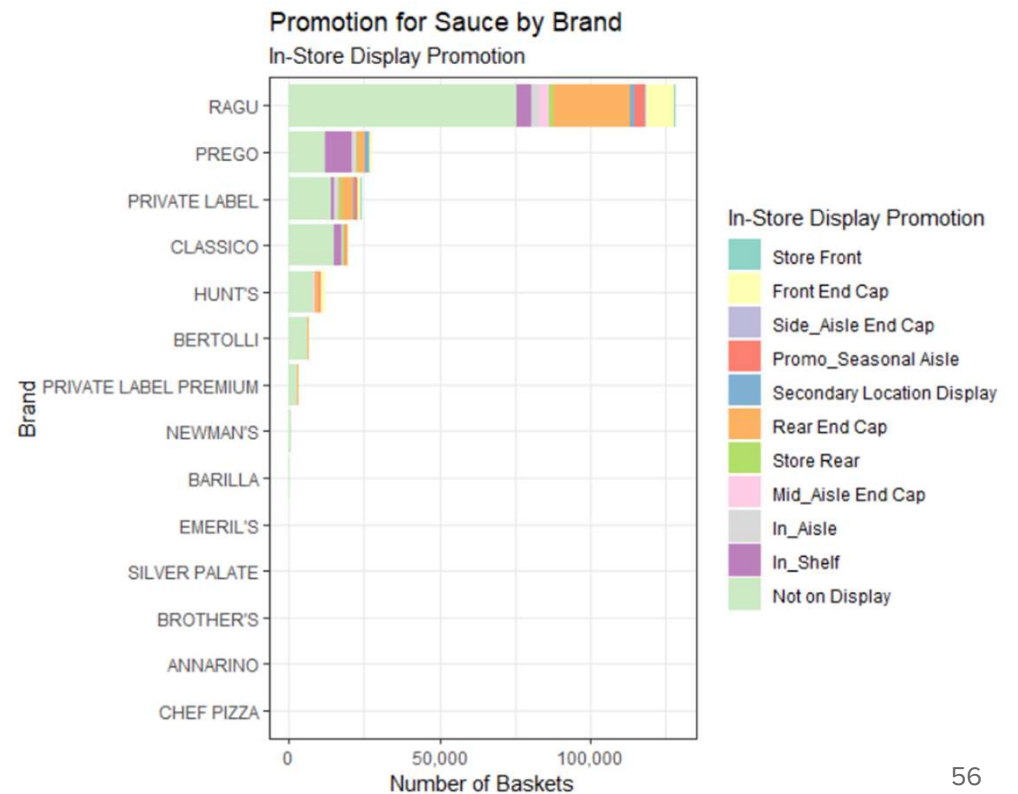 Promotion for Sauce by Brand
In-Store Display Promotion
RAGU
PREGO
PRIVATE LABEL
CLASSICO
HUNT'S
BERTOLLI
PRIVATE LABEL PREMIUM
NEWMAN'S
BARILLA
EMERIL'S
SILVER PALATE
BROTHER'S
ANNARINO
CHEF PIZZA
Brand
0
50,000
100,000
Number of Baskets
In-Store Display Promotion
Store Front
Front End Cap
Side_Aisle End Cap
Promo_Seasonal Aisle
Secondary Location Display
Rear End Cap
Store Rear
Mid_Aisle End Cap
In_Aisle
In_Shelf
Not on Display
56